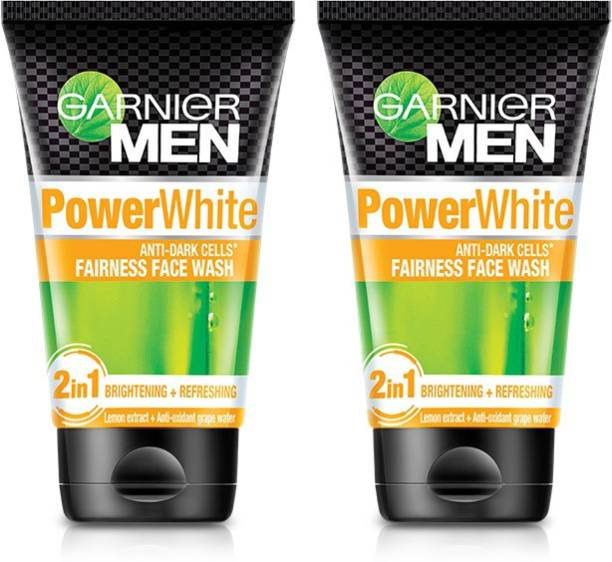 GARNIER
MEN
PowerWhite
ANTI-DARK CELLS*
FAIRNESS FACE WASH
2in1 BRIGHTENING + REFRESHING
Lemon extract + Anti-oxidant grape water
GARNIER
MEN
PowerWhite
ANTI-DARK CELLS*
FAIRNESS FACE WASH
2in1 BRIGHTENING + REFRESHING
Lemon extract + Anti-oxidant grape water